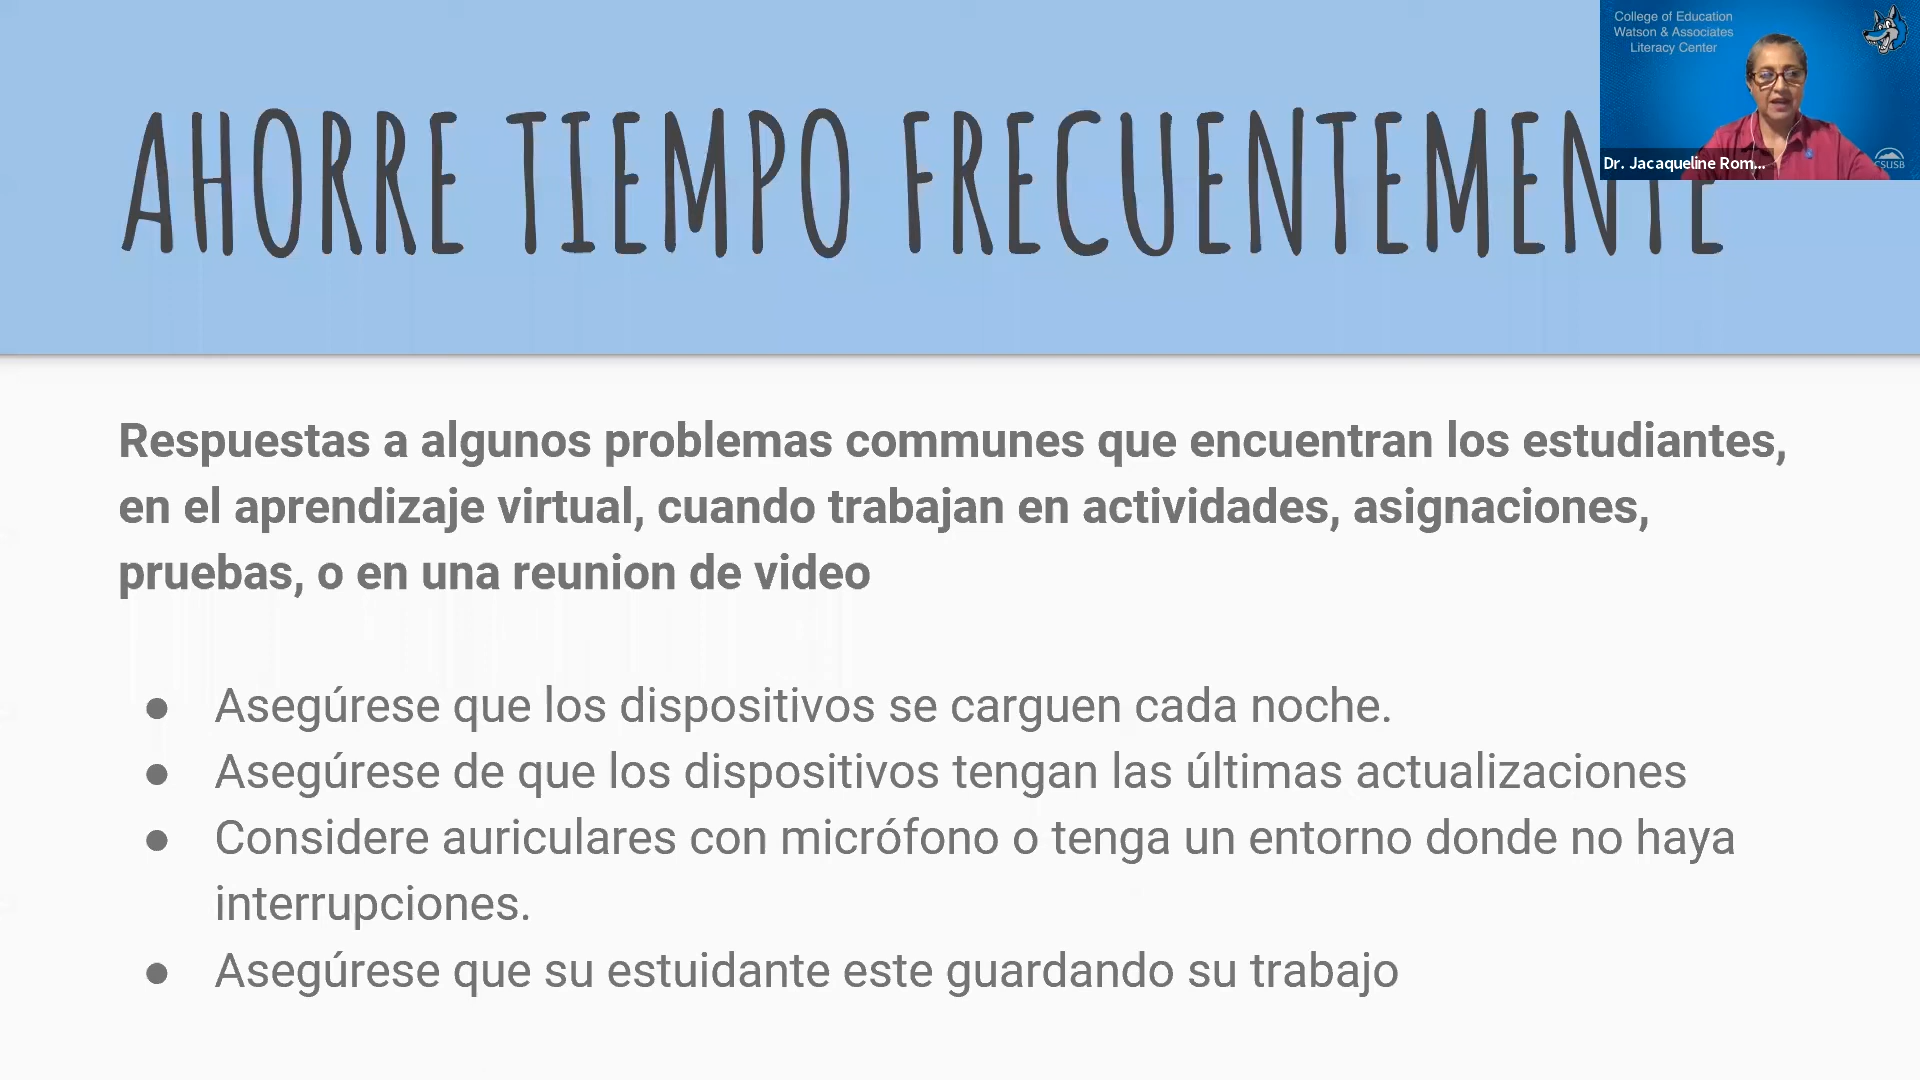 College of Education
Watson & Associates
Literacy Center
AHORRE TIEMPO FRECUENTEMENTE
Dr. Jacaqueline Rom...
CSUSB
Respuestas a algunos problemas communes que encuentran los estudiantes,
en el aprendizaje virtual, cuando trabajan en actividades, asignaciones,
pruebas, o en una reunion de video
● Asegúrese que los dispositivos se carguen cada noche.
● Asegúrese de que los dispositivos tengan las últimas actualizaciones
● Considere auriculares con micrófono o tenga un entorno donde no haya
interrupciones.
● Asegúrese que su estuidante este guardando su trabajo